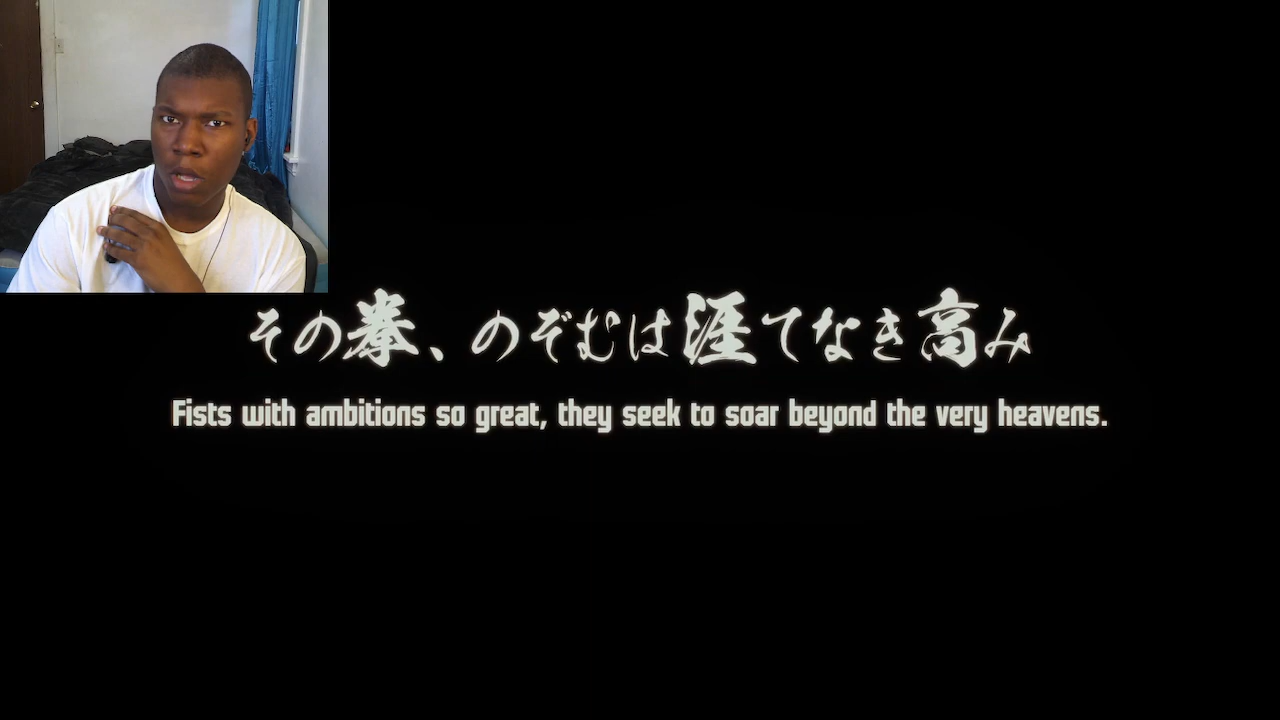 その拳、のぞむは涯てなき高み
Fists with ambitions so great, they seek to soar beyond the very heavens.